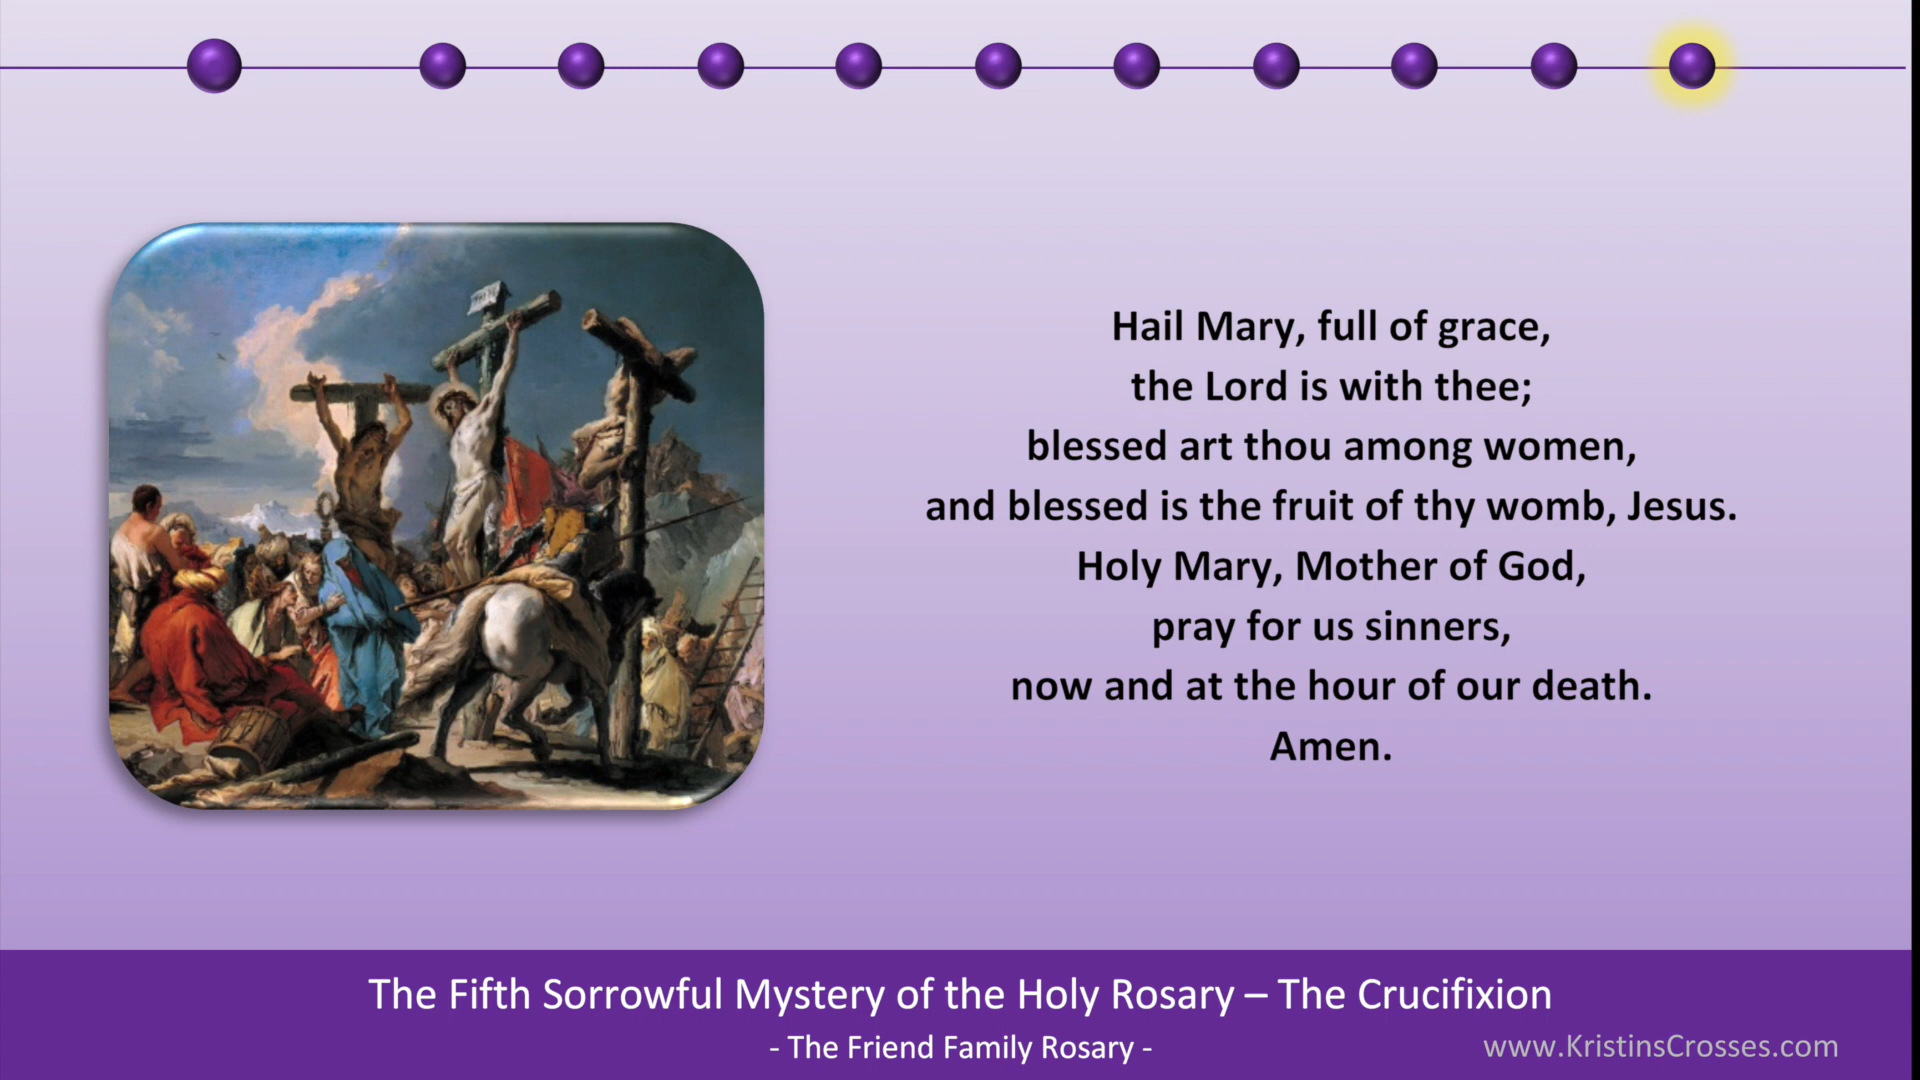 Hail Mary, full of grace,
the Lord is with thee;
blessed art thou among women,
and blessed is the fruit of thy womb, Jesus.
Holy Mary, Mother of God,
pray for us sinners,
now and at the hour of our death.
Amen.
The Fifth Sorrowful Mystery of the Holy Rosary – The Crucifixion
- The Friend Family Rosary -
www.KristinsCrosses.com